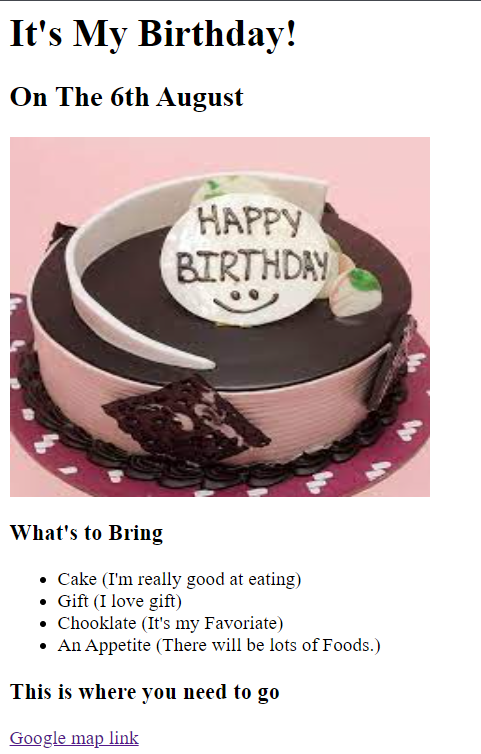 It's My Birthday!
On The 6th August
HAPPY
BIRTHDAY
What's to Bring
Cake (I'm really good at eating)
Gift (I love gift)
Chooklate (It's my Favoriate)
An Appetite (There will be lots of Foods.)
This is where you need to go
Google map link